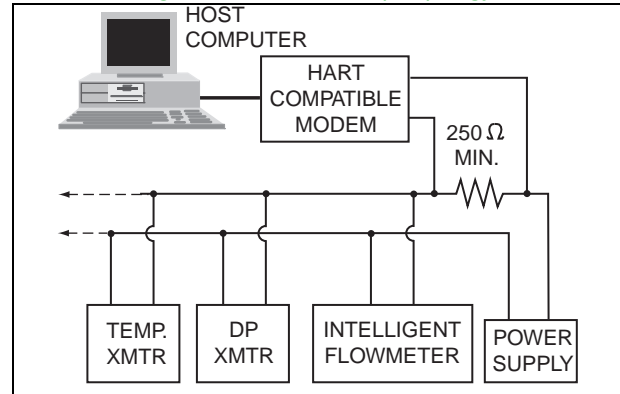 HOST
COMPUTER
HART
COMPATIBLE
MODEM
250 Ω
MIN.
TEMP.
XMTR
DP
XMTR
INTELLIGENT
FLOWMETER
POWER
SUPPLY